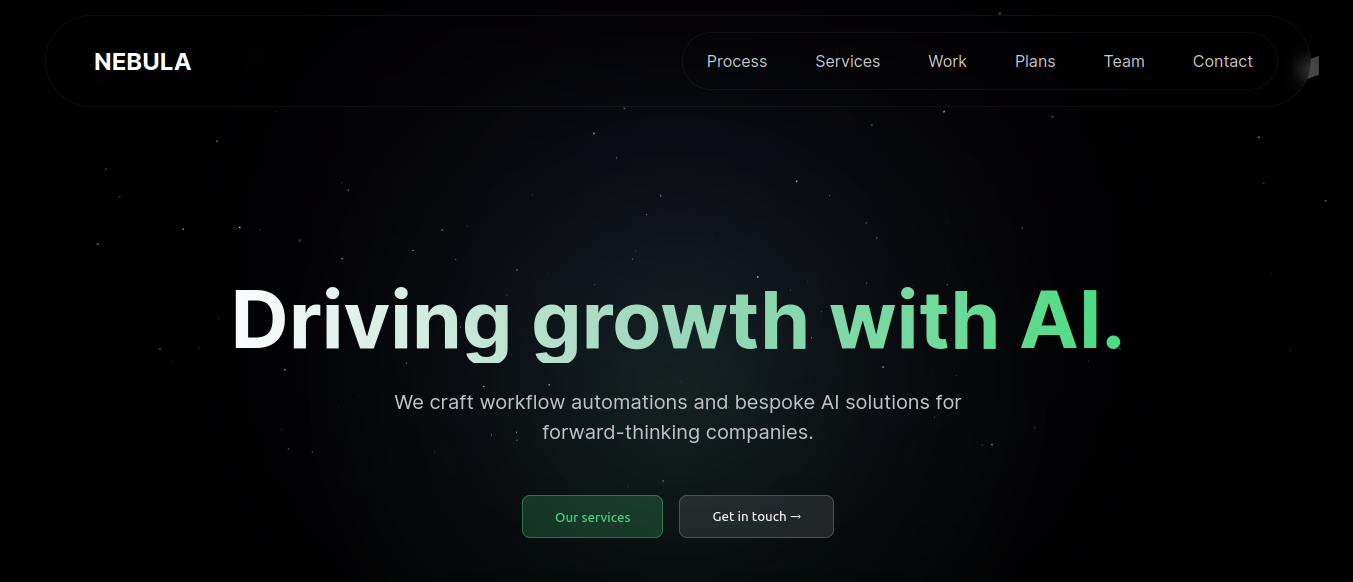 NEBULA
Process Services Work Plans Team Contact
Driving growth with AI.
We craft workflow automations and bespoke AI solutions for
forward-thinking companies.
Our services Get in touch →